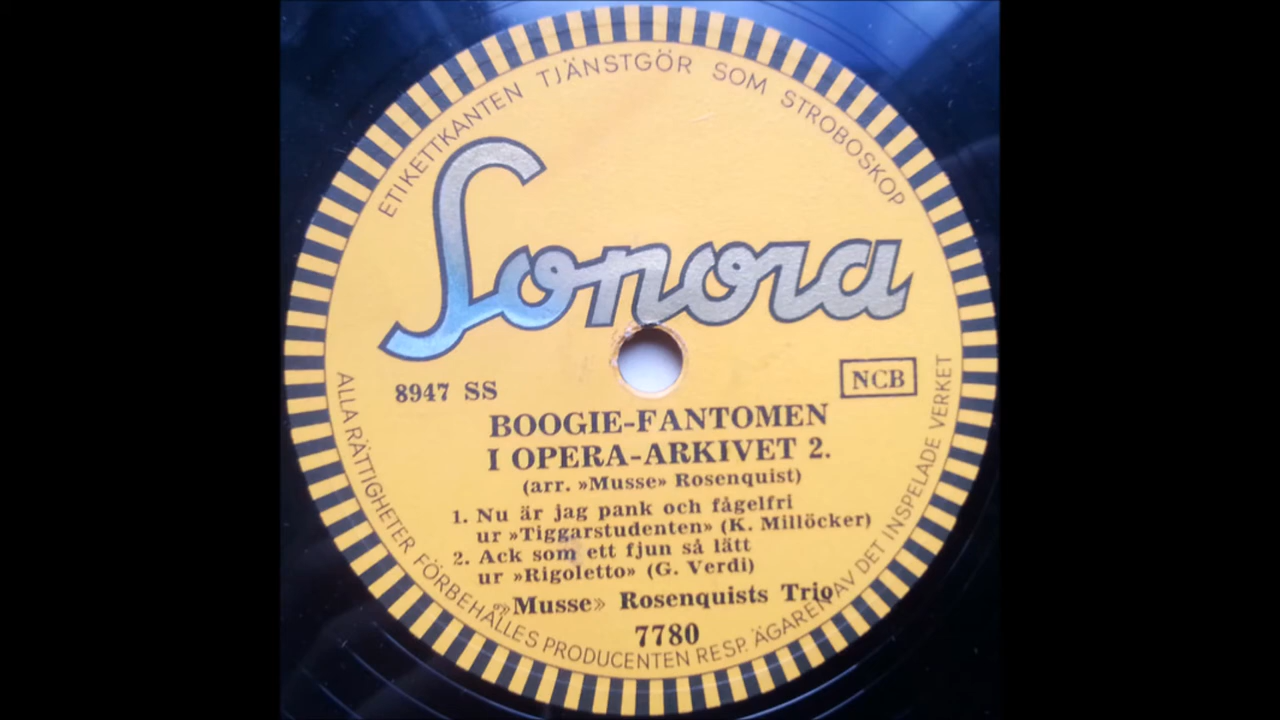 ETIKETTKANTEN TJÄNSTGÖR SOM STROBOSKOP
Sonora
8947 SS
NCB
BOOGIE-FANTOMEN
I OPERA-ARKIVET 2.
(arr. »Musse» Rosenquist)
1. Nu är jag pank och fågelfri
ur »Tiggarstudenten» (K. Millöcker)
2. Ack som ett fjun så lätt
ur »Rigoletto» (G. Verdi)
«Musse» Rosenquists Trio
7780
ALLA RÄTTIGHETER FÖRBEHÅLLES PRODUCENTEN RESP. ÄGAREN AV DET INSPELADE VERKET